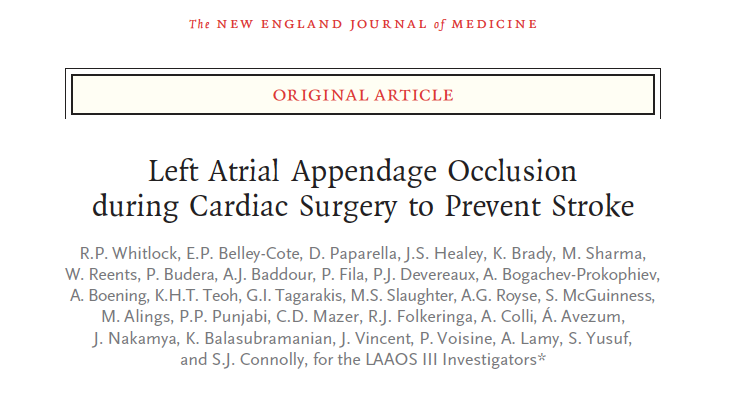 The NEW ENGLAND JOURNAL of MEDICINE
ORIGINAL ARTICLE
Left Atrial Appendage Occlusion
during Cardiac Surgery to Prevent Stroke
R.P. Whitlock, E.P. Belley-Cote, D. Paparella, J.S. Healey, K. Brady, M. Sharma,
W. Reents, P. Budera, A.J. Baddour, P. Fila, P.J. Devereaux, A. Bogachev-Prokophiev,
A. Boening, K.H.T. Teoh, G.I. Tagarakis, M.S. Slaughter, A.G. Royse, S. McGuinness,
M. Alings, P.P. Punjabi, C.D. Mazer, R.J. Folkeringa, A. Colli, Á. Avezum,
J. Nakamya, K. Balasubramanian, J. Vincent, P. Voisine, A. Lamy, S. Yusuf,
and S.J. Connolly, for the LAAOS III Investigators*